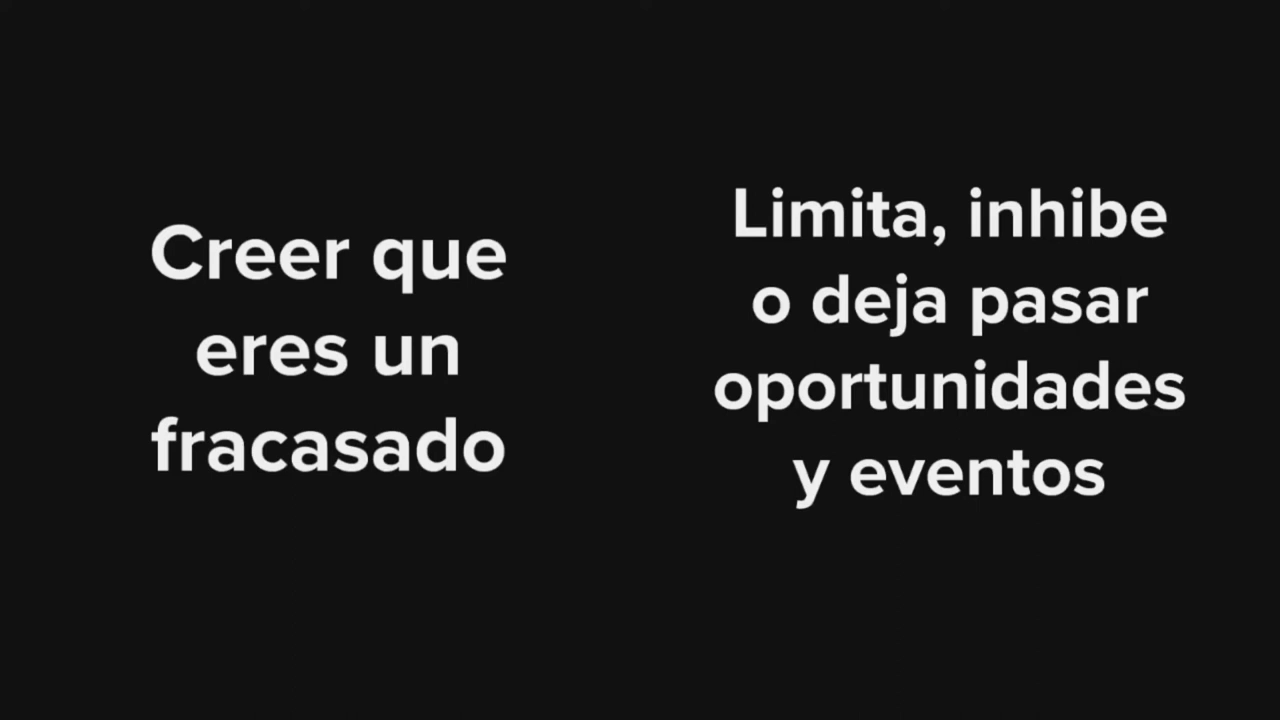 Creer que
eres un
fracasado
Limita, inhibe
o deja pasar
oportunidades
y eventos